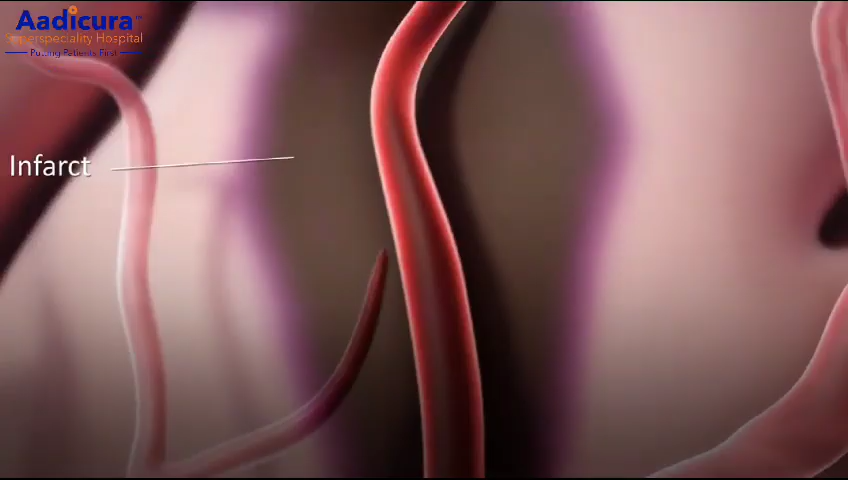 Aadicura
Superspeciality Hospital
Putting Patients First
Infarct